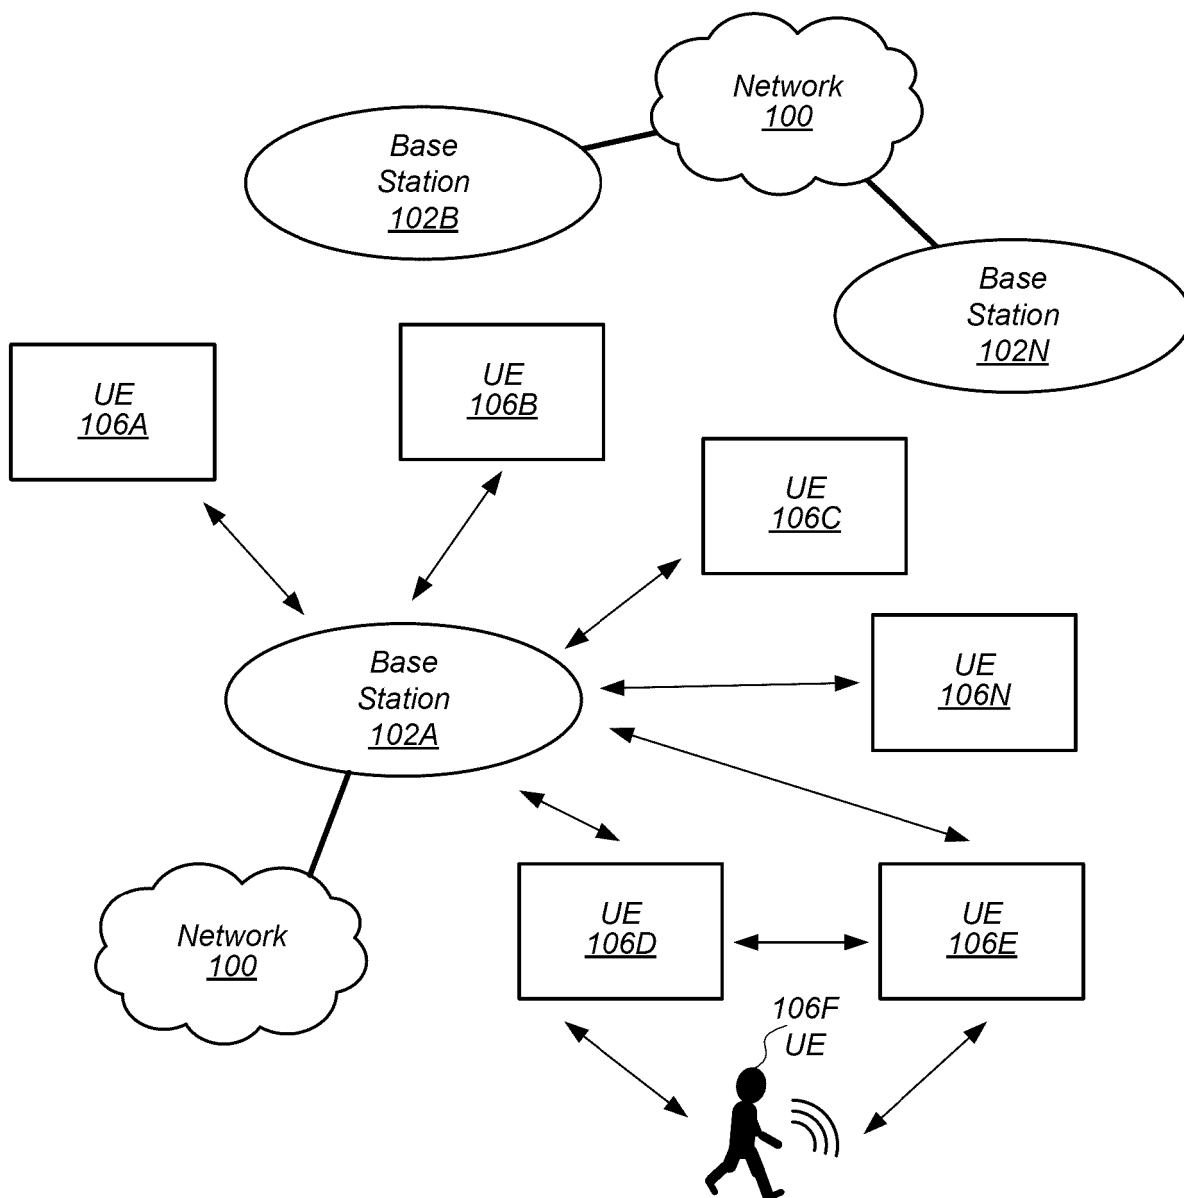 Network
100
Base
Station
102B
Base
Station
102N
UE
106A
UE
106B
UE
106C
UE
106N
Base
Station
102A
Network
100
UE
106D
UE
106E
106F
UE